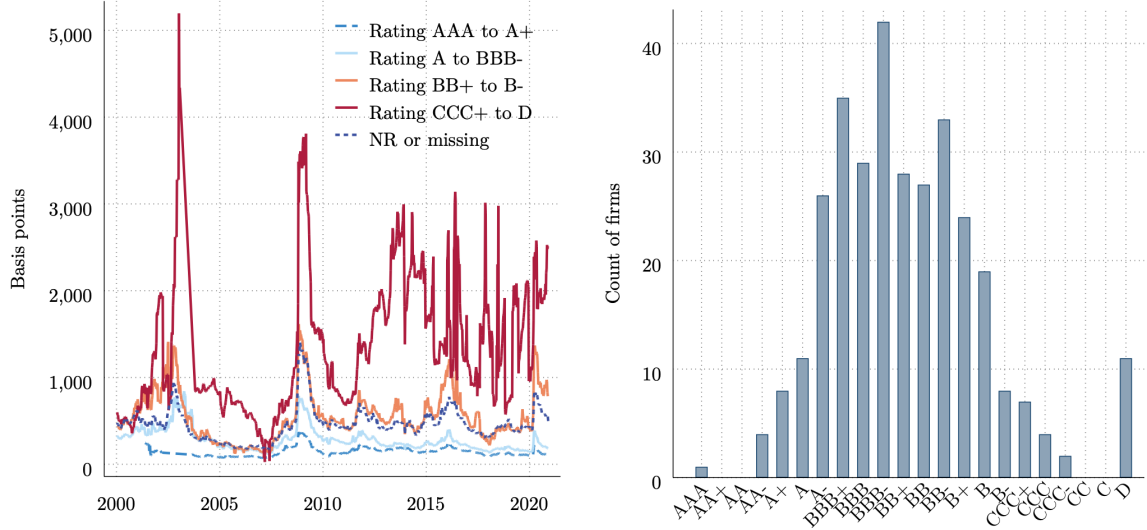 Basis points
5,000
4,000
3,000
2,000
1,000
0
2000
2005
2010
2015
2020
Rating AAA to A+
Rating A to BBB-
Rating BB+ to B-
Rating CCC+ to D
NR or missing
Count of firms
40
30
20
10
0
AAA
AA+
AA
AA-
A+
A
A-
BBB+
BBB
BBB-
BB+
BB
BB-
B+
B
B-
CCC+
CCC
CCC-
CC
C
D